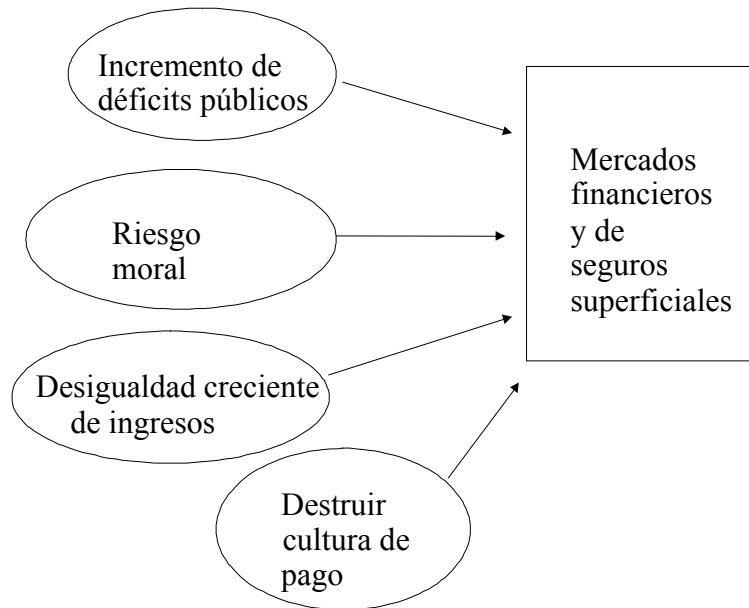 Incremento de
déficits públicos
Riesgo
moral
Desigualdad creciente
de ingresos
Destruir
cultura de
pago
Mercados
financieros
y de
seguros
superficiales